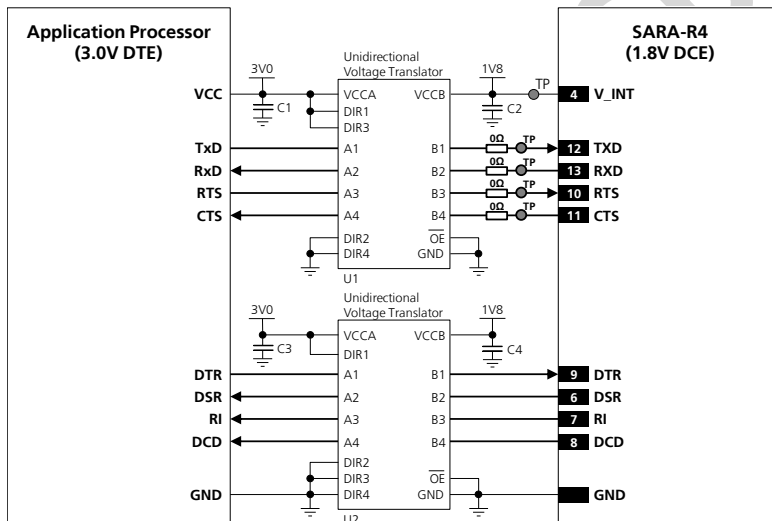 Application Processor
(3.0V DTE)
SARA-R4
(1.8V DCE)
Unidirectional
Voltage Translator
3V0
1V8
TP
VCC
VCCA
VCCB
4 V_INT
C1
DIR1
C2
DIR3
0Ω TP
TxD
A1
B1
12 TXD
0Ω TP
RxD
A2
B2
13 RXD
0Ω TP
RTS
A3
B3
10 RTS
0Ω TP
CTS
A4
B4
11 CTS
DIR2
OE
DIR4
GND
U1
Unidirectional
Voltage Translator
3V0
1V8
VCCA
VCCB
C3
DIR1
C4
DTR
A1
B1
9 DTR
DSR
A2
B2
6 DSR
RI
A3
B3
7 RI
DCD
A4
B4
8 DCD
DIR2
DIR3
OE
GND
DIR4
GND
GND
U2